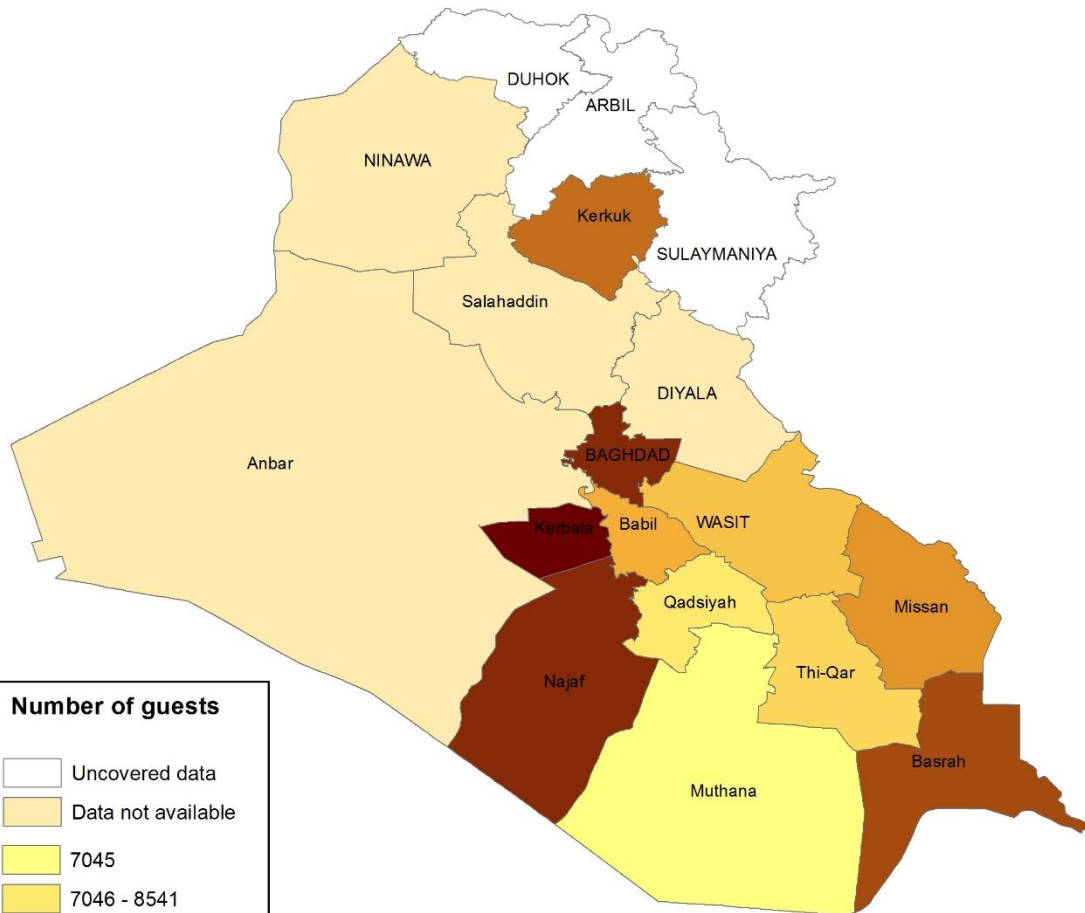 DUHOK
ARBIL
NINAWA
Kerkuk
SULAYMANIYA
Salahaddin
DIYALA
BAGHDAD
Anbar
Kerbala
Babil
WASIT
Qadsiyah
Missan
Thi-Qar
Najaf
Basrah
Muthana
Number of guests
Uncovered data
Data not available
7045
7046 - 8541